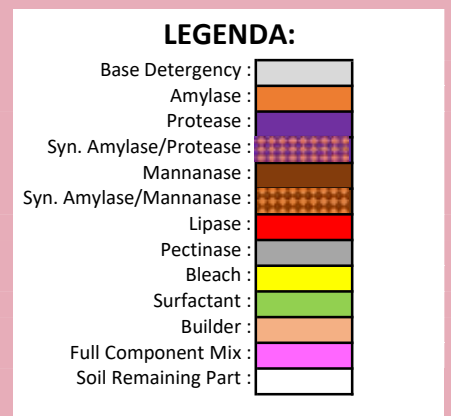 LEGENDA:
Base Detergency :
Amylase :
Protease :
Syn. Amylase/Protease :
Mannanase :
Syn. Amylase/Mannanase :
Lipase :
Pectinase :
Bleach :
Surfactant :
Builder :
Full Component Mix :
Soil Remaining Part :